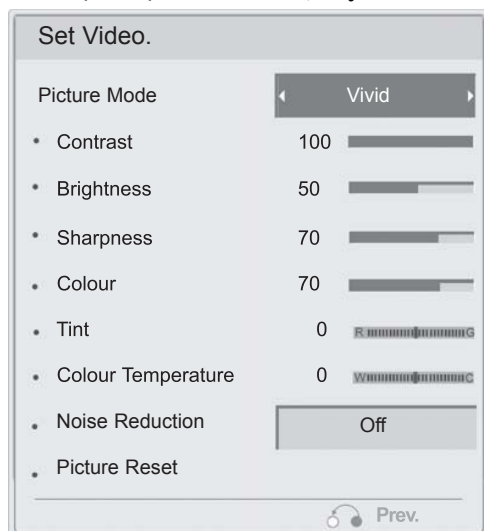 Set Video.
Picture Mode Vivid
• Contrast 100
• Brightness 50
• Sharpness 70
• Colour 70
• Tint 0 R G
• Colour Temperature 0 W C
• Noise Reduction Off
• Picture Reset
Prev.